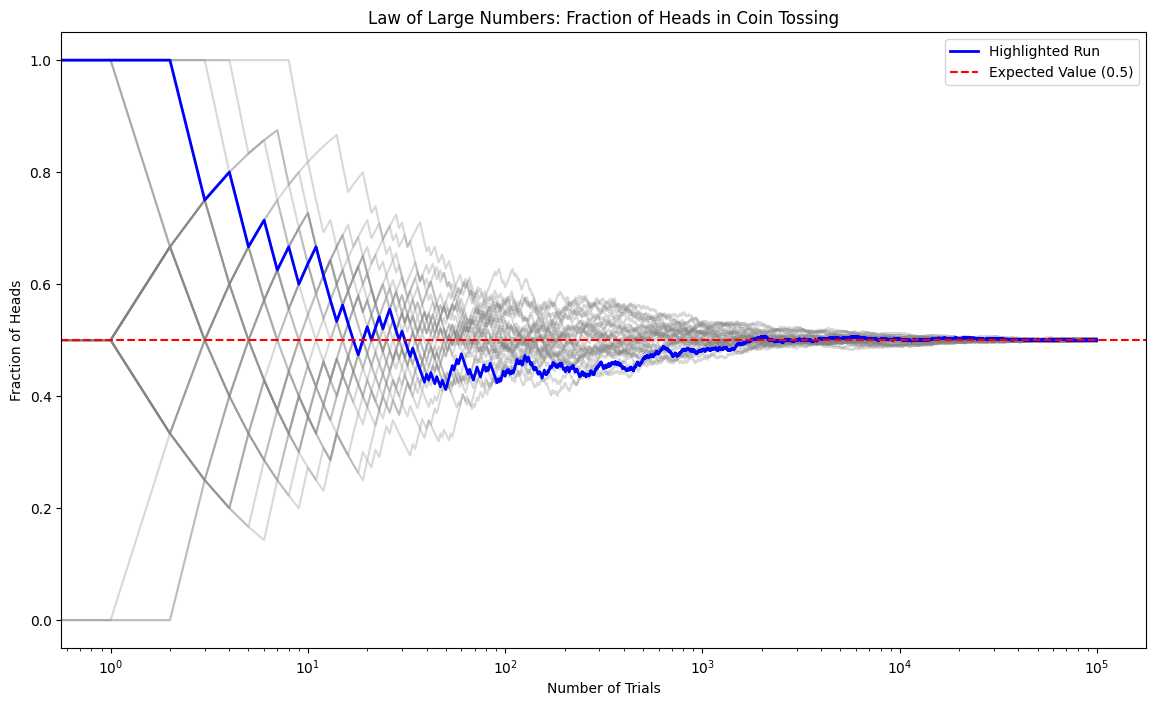 Law of Large Numbers: Fraction of Heads in Coin Tossing
Highlighted Run
Expected Value (0.5)
Fraction of Heads
1.0
0.8
0.6
0.4
0.2
0.0
10⁰
10¹
10²
10³
10⁴
10⁵
Number of Trials